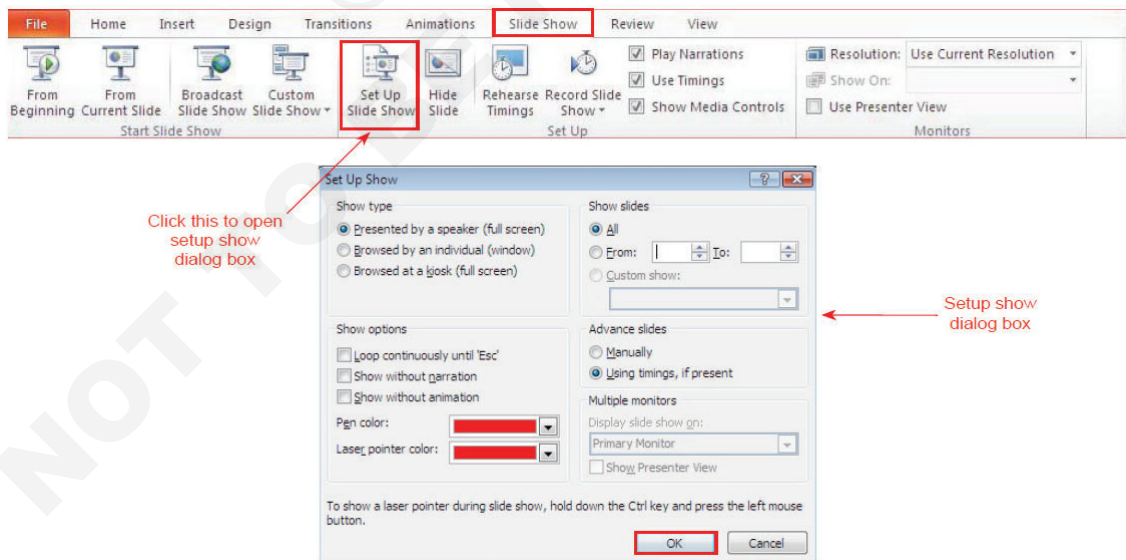 File Home Insert Design Transitions Animations Slide Show Review View
From Beginning
From Current Slide
Broadcast Slide Show
Custom Slide Show
Set Up Slide Show
Hide Slide
Rehearse Timings
Record Slide Show
Play Narrations
Use Timings
Show Media Controls
Resolution: Use Current Resolution
Show On:
Use Presenter View
Start Slide Show Set Up Monitors
Click this to open
setup show
dialog box
Set Up Show
Show type
Presented by a speaker (full screen)
Browsed by an individual (window)
Browsed at a kiosk (full screen)
Show slides
All
From: To:
Custom show:
Show options
Loop continuously until 'Esc'
Show without narration
Show without animation
Pen color:
Laser pointer color:
Advance slides
Manually
Using timings, if present
Multiple monitors
Display slide show on:
Primary Monitor
Show Presenter View
To show a laser pointer during slide show, hold down the Ctrl key and press the left mouse
button.
OK Cancel
Setup show
dialog box
NOT TO BE